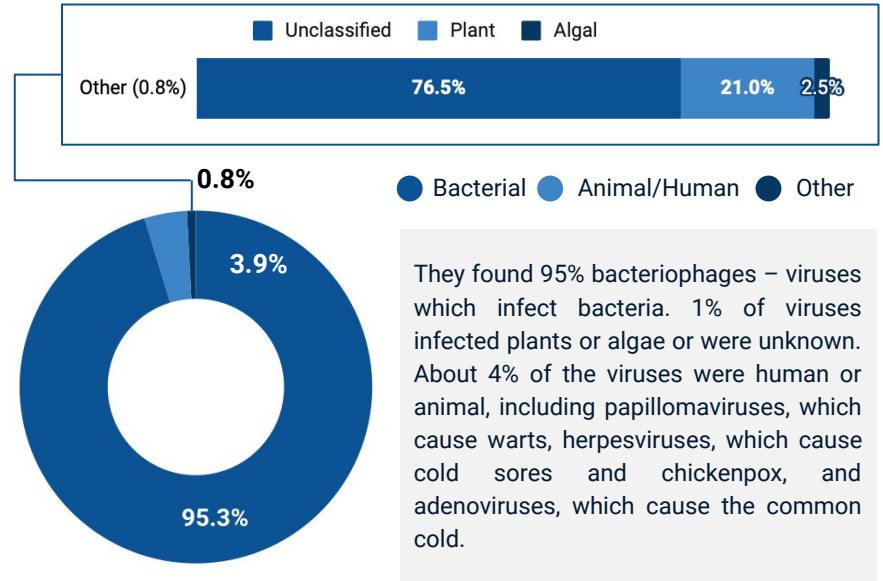 Unclassified Plant Algal
Other (0.8%) 76.5% 21.0% 2.5%
0.8%
Bacterial Animal/Human Other
3.9%
95.3%
They found 95% bacteriophages – viruses
which infect bacteria. 1% of viruses
infected plants or algae or were unknown.
About 4% of the viruses were human or
animal, including papillomaviruses, which
cause warts, herpesviruses, which cause
cold sores and chickenpox, and
adenoviruses, which cause the common
cold.